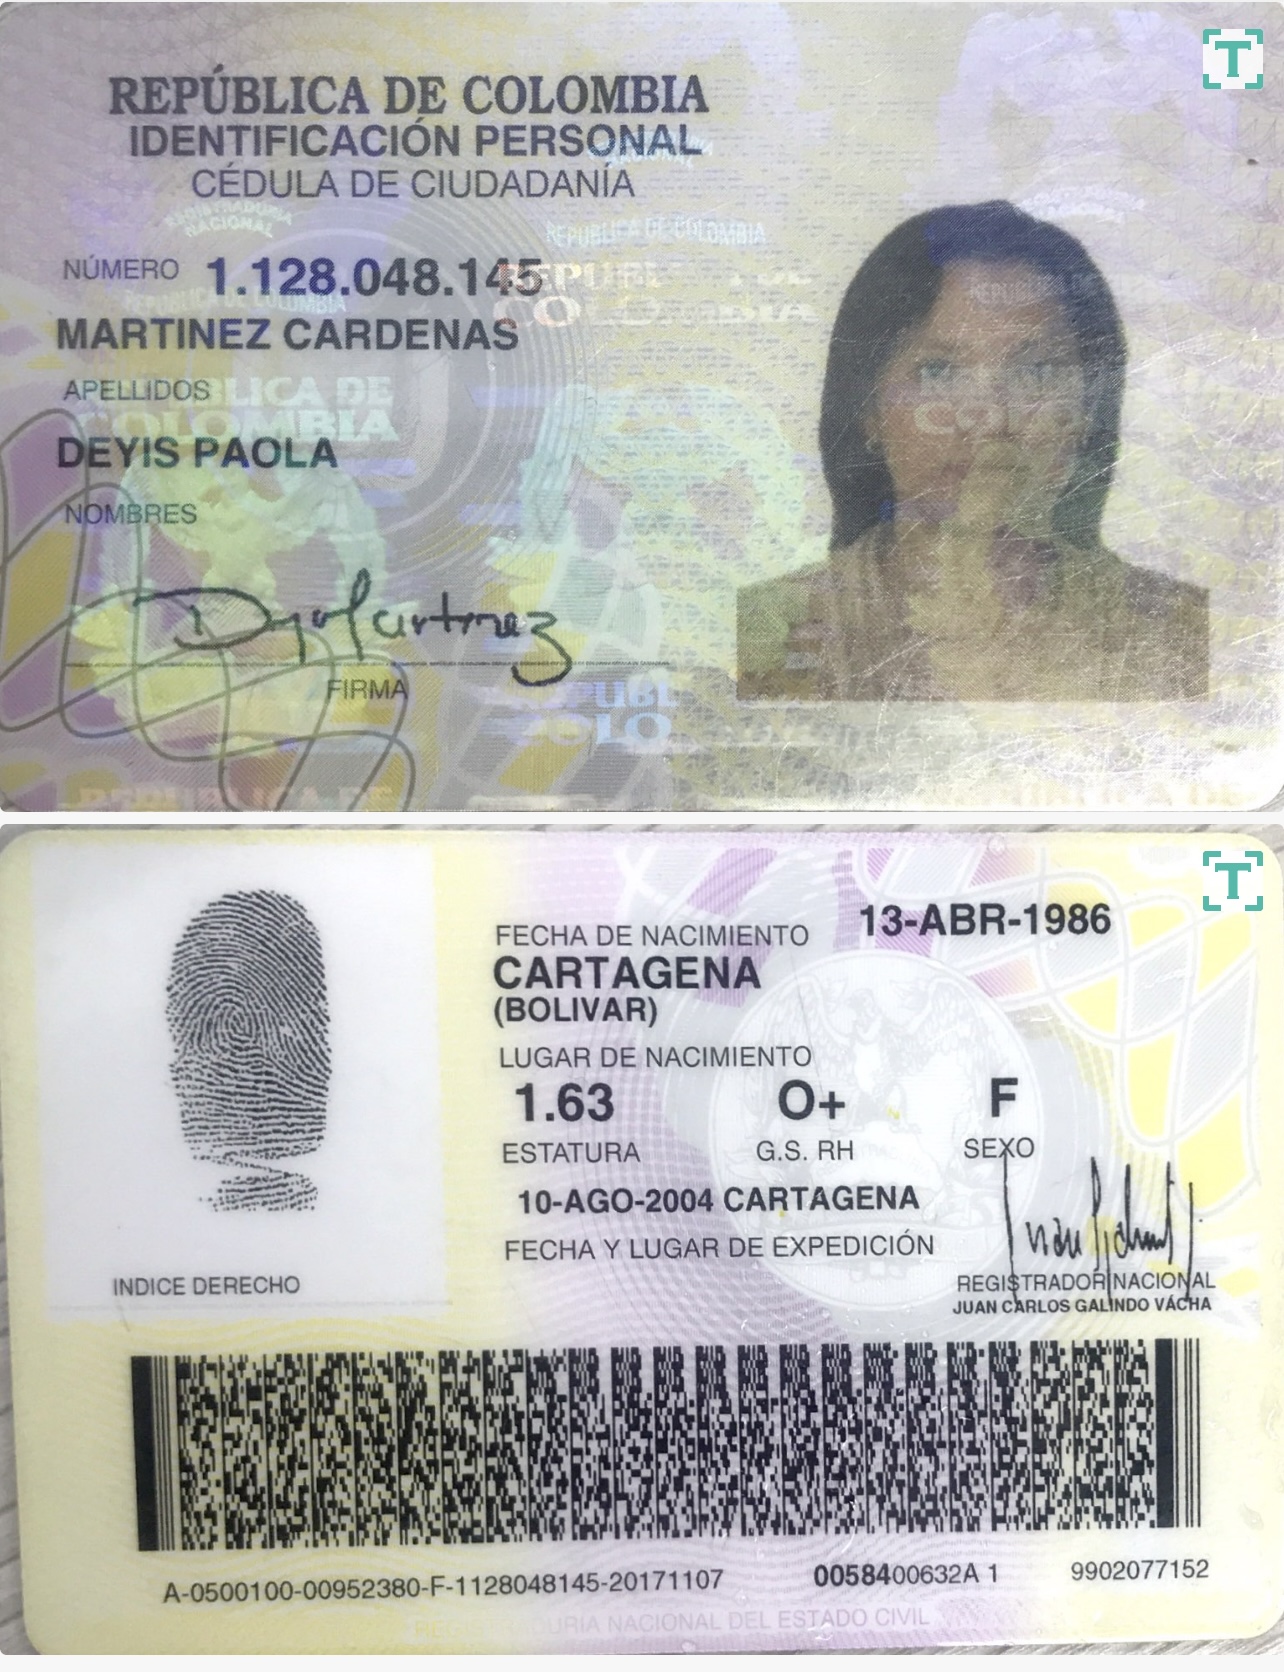 REPÚBLICA DE COLOMBIA
IDENTIFICACIÓN PERSONAL
CÉDULA DE CIUDADANÍA
NÚMERO 1.128.048.145
MARTINEZ CARDENAS
APELLIDOS
DEYIS PAOLA
NOMBRES
FIRMA
FECHA DE NACIMIENTO 13-ABR-1986
CARTAGENA
(BOLIVAR)
LUGAR DE NACIMIENTO
1.63 O+ F
ESTATURA G.S. RH SEXO
10-AGO-2004 CARTAGENA
FECHA Y LUGAR DE EXPEDICIÓN
INDICE DERECHO
REGISTRADOR NACIONAL
JUAN CARLOS GALINDO VÁCHA
A-0500100-00952380-F-1128048145-20171107 0058400632A 1 9902077152
REGISTRADURIA NACIONAL DEL ESTADO CIVIL